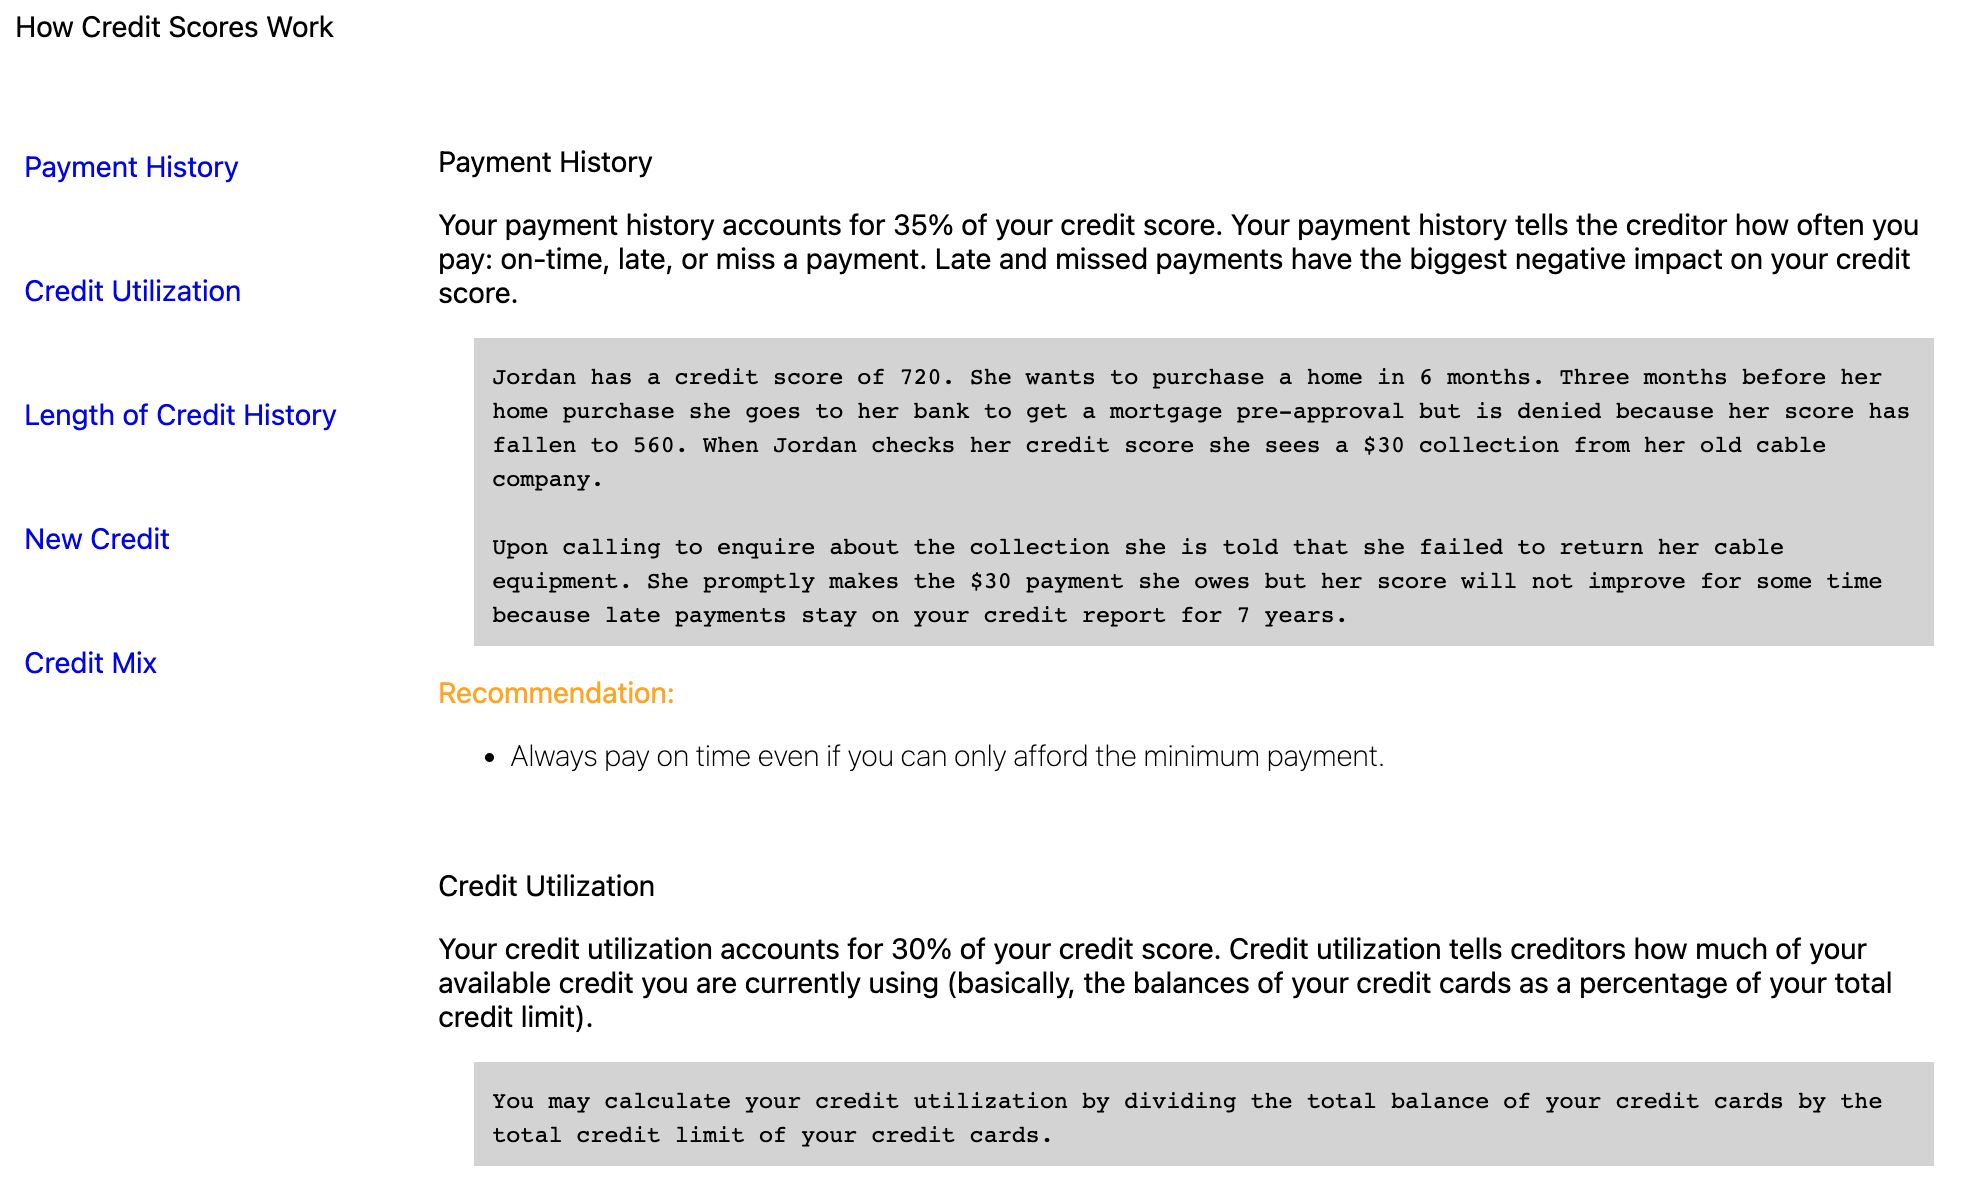 How Credit Scores Work
Payment History
Credit Utilization
Length of Credit History
New Credit
Credit Mix
Payment History
Your payment history accounts for 35% of your credit score. Your payment history tells the creditor how often you
pay: on-time, late, or miss a payment. Late and missed payments have the biggest negative impact on your credit
score.
Jordan has a credit score of 720. She wants to purchase a home in 6 months. Three months before her
home purchase she goes to her bank to get a mortgage pre-approval but is denied because her score has
fallen to 560. When Jordan checks her credit score she sees a $30 collection from her old cable
company.
Upon calling to enquire about the collection she is told that she failed to return her cable
equipment. She promptly makes the $30 payment she owes but her score will not improve for some time
because late payments stay on your credit report for 7 years.
Recommendation:
• Always pay on time even if you can only afford the minimum payment.
Credit Utilization
Your credit utilization accounts for 30% of your credit score. Credit utilization tells creditors how much of your
available credit you are currently using (basically, the balances of your credit cards as a percentage of your total
credit limit).
You may calculate your credit utilization by dividing the total balance of your credit cards by the
total credit limit of your credit cards.